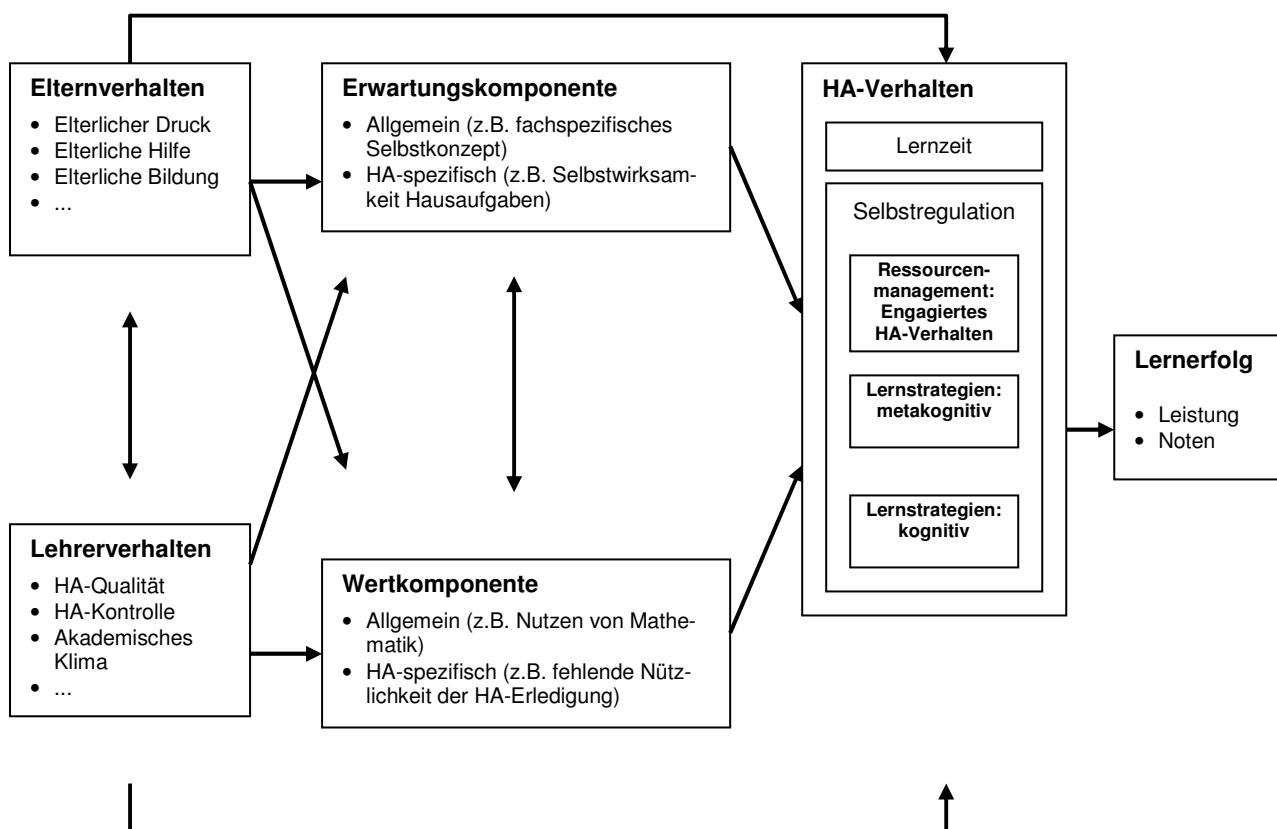 Elternverhalten
• Elterlicher Druck
• Elterliche Hilfe
• Elterliche Bildung
• ...
Erwartungskomponente
• Allgemein (z.B. fachspezifisches
Selbstkonzept)
• HA-spezifisch (z.B. Selbstwirksam-
keit Hausaufgaben)
HA-Verhalten
Lernzeit
Selbstregulation
Ressourcen-
management:
Engagiertes
HA-Verhalten
Lernstrategien:
metakognitiv
Lernstrategien:
kognitiv
Lernerfolg
• Leistung
• Noten
Lehrerverhalten
• HA-Qualität
• HA-Kontrolle
• Akademisches
Klima
• ...
Wertkomponente
• Allgemein (z.B. Nutzen von Mathe-
matik)
• HA-spezifisch (z.B. fehlende Nütz-
lichkeit der HA-Erledigung)